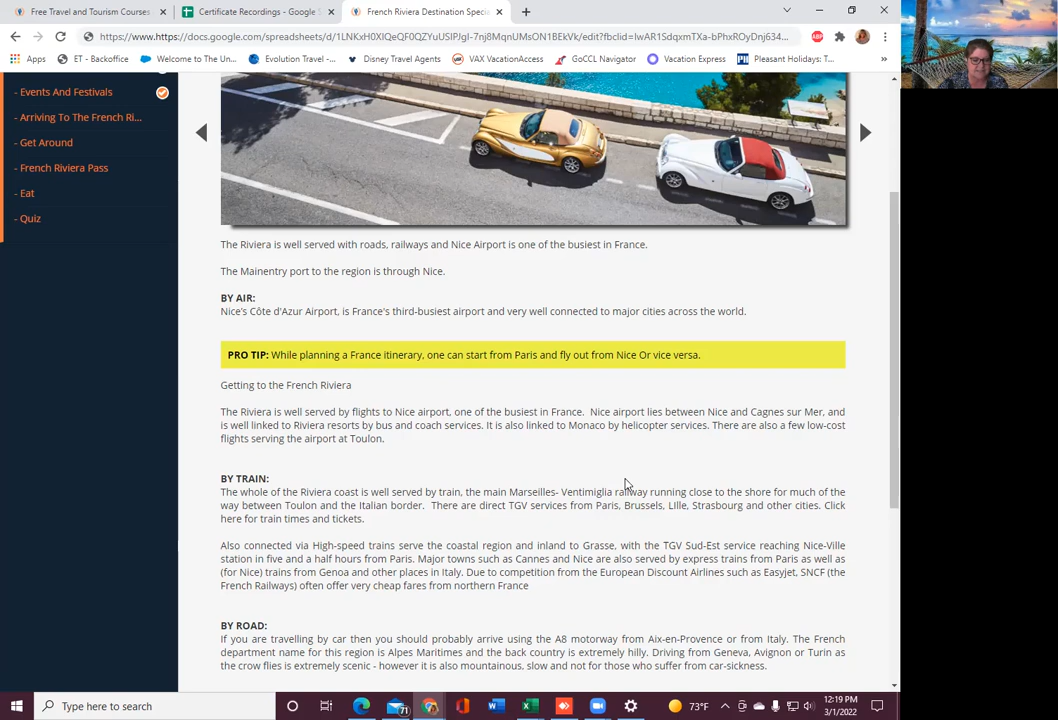 Free Travel and Tourism Courses
Certificate Recordings - Google S
French Riviera Destination Speci
https://www.https://docs.google.com/spreadsheets/d/1LNKxH0XIQeQF0QZYuUSIPJgI-7nj8MqnUMsON1BEkVk/edit?fbclid=IwAR1SdqxmTXa-bPhxROyDnj634...
Apps
ET - Backoffice
Welcome to The Un...
Evolution Travel -...
Disney Travel Agents
VAX VacationAccess
GoCCL Navigator
Vacation Express
Pleasant Holidays: T...
- Events And Festivals
- Arriving To The French Ri...
- Get Around
- French Riviera Pass
- Eat
- Quiz
The Riviera is well served with roads, railways and Nice Airport is one of the busiest in France.
The Mainentry port to the region is through Nice.
BY AIR:
Nice's Côte d'Azur Airport, is France's third-busiest airport and very well connected to major cities across the world.
PRO TIP: While planning a France itinerary, one can start from Paris and fly out from Nice Or vice versa.
Getting to the French Riviera
The Riviera is well served by flights to Nice airport, one of the busiest in France. Nice airport lies between Nice and Cagnes sur Mer, and
is well linked to Riviera resorts by bus and coach services. It is also linked to Monaco by helicopter services. There are also a few low-cost
flights serving the airport at Toulon.
BY TRAIN:
The whole of the Riviera coast is well served by train, the main Marseilles- Ventimiglia railway running close to the shore for much of the
way between Toulon and the Italian border. There are direct TGV services from Paris, Brussels, Lille, Strasbourg and other cities. Click
here for train times and tickets.
Also connected via High-speed trains serve the coastal region and inland to Grasse, with the TGV Sud-Est service reaching Nice-Ville
station in five and a half hours from Paris. Major towns such as Cannes and Nice are also served by express trains from Paris as well as
(for Nice) trains from Genoa and other places in Italy. Due to competition from the European Discount Airlines such as Easyjet, SNCF (the
French Railways) often offer very cheap fares from northern France
BY ROAD:
If you are travelling by car then you should probably arrive using the A8 motorway from Aix-en-Provence or from Italy. The French
department name for this region is Alpes Maritimes and the back country is extremely hilly. Driving from Geneva, Avignon or Turin as
the crow flies is extremely scenic - however it is also mountainous, slow and not for those who suffer from car-sickness.
Type here to search
71
73°F
12:19 PM
3/1/2022